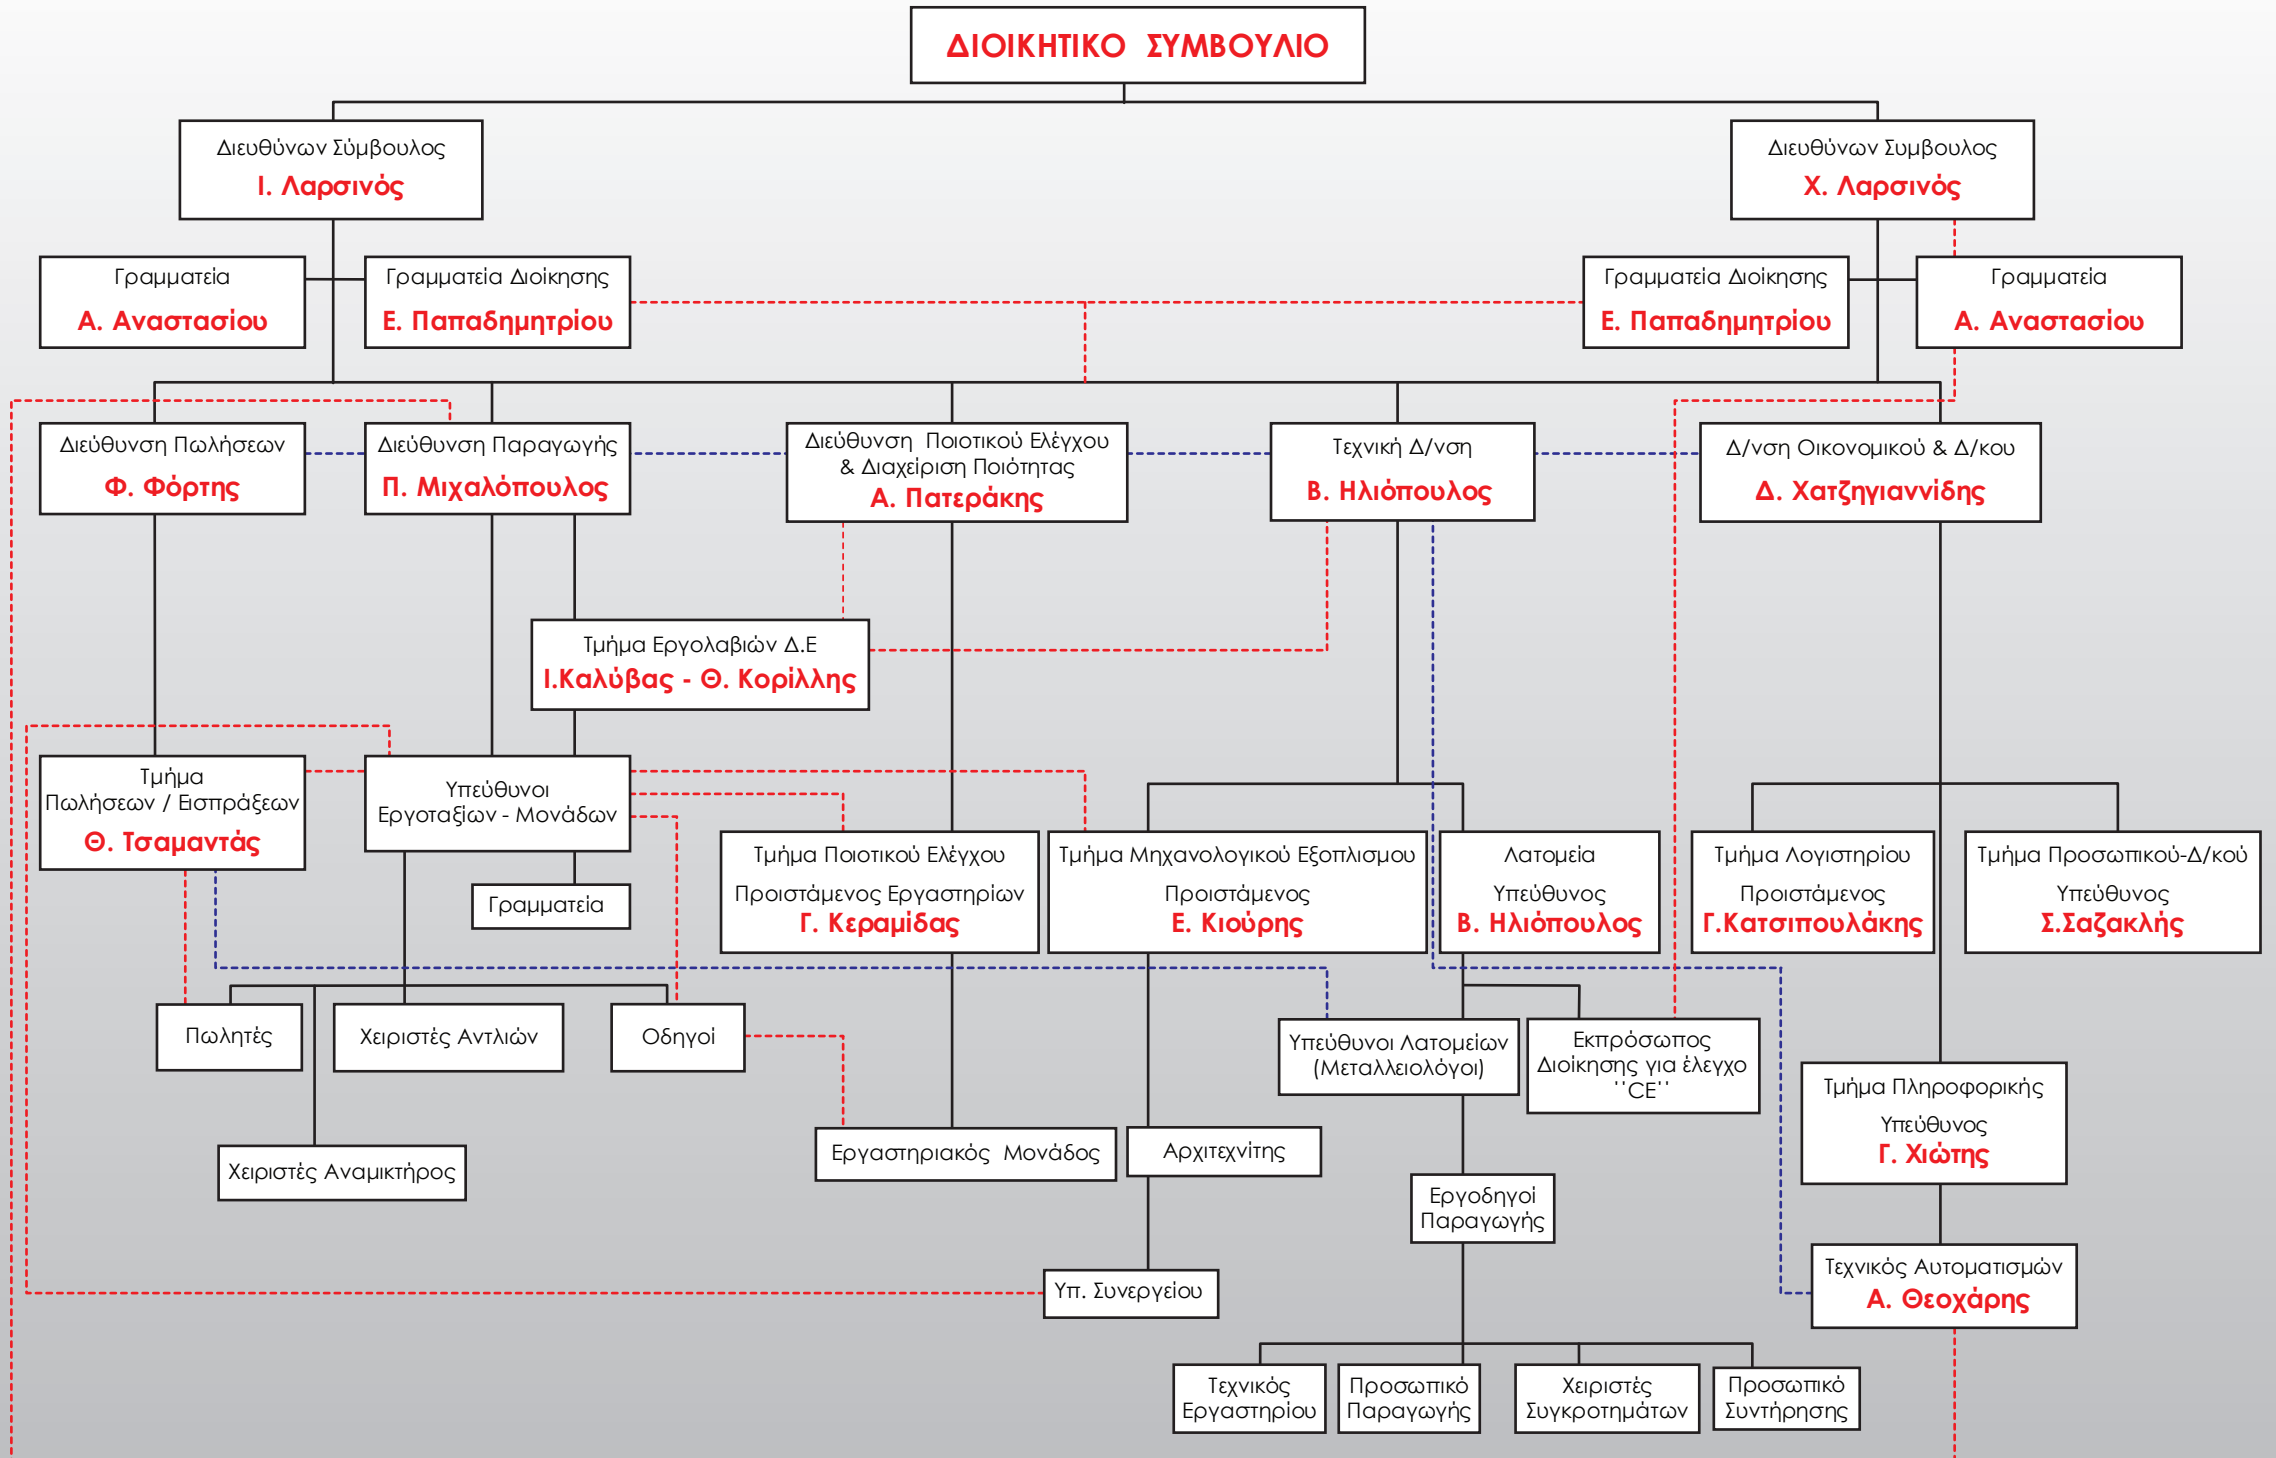 ΔΙΟΙΚΗΤΙΚΟ ΣΥΜΒΟΥΛΙΟ
Διευθύνων Σύμβουλος
Ι. Λαρσινός
Διευθύνων Συμβουλος
Χ. Λαρσινός
Γραμματεία
Α. Αναστασίου
Γραμματεία Διοίκησης
Ε. Παπαδημητρίου
Γραμματεία Διοίκησης
Ε. Παπαδημητρίου
Γραμματεία
Α. Αναστασίου
Διεύθυνση Πωλήσεων
Φ. Φόρτης
Διεύθυνση Παραγωγής
Π. Μιχαλόπουλος
Διεύθυνση Ποιοτικού Ελέγχου
& Διαχείριση Ποιότητας
Α. Πατεράκης
Τεχνική Δ/νση
Β. Ηλιόπουλος
Δ/νση Οικονομικού & Δ/κου
Δ. Χατζηγιαννίδης
Τμήμα Εργολαβιών Δ.Ε
Ι.Καλύβας - Θ. Κορίλλης
Τμήμα
Πωλήσεων / Εισπράξεων
Θ. Τσαμαντάς
Υπεύθυνοι
Εργοταξίων - Μονάδων
Γραμματεία
Τμήμα Ποιοτικού Ελέγχου
Προιστάμενος Εργαστηρίων
Γ. Κεραμίδας
Τμήμα Μηχανολογικού Εξοπλισμου
Προιστάμενος
Ε. Κιούρης
Λατομεία
Υπεύθυνος
Β. Ηλιόπουλος
Τμήμα Λογιστηρίου
Προιστάμενος
Γ.Κατσιπουλάκης
Τμήμα Προσωπικού-Δ/κού
Υπεύθυνος
Σ.Σαζακλής
Πωλητές
Χειριστές Αντλιών
Οδηγοί
Υπεύθυνοι Λατομείων
(Μεταλλειολόγοι)
Εκπρόσωπος
Διοίκησης για έλεγχο
''CE''
Τμήμα Πληροφορικής
Υπεύθυνος
Γ. Χιώτης
Χειριστές Αναμικτήρος
Εργαστηριακός Μονάδος
Αρχιτεχνίτης
Εργοδηγοί
Παραγωγής
Υπ. Συνεργείου
Τεχνικός Αυτοματισμών
Α. Θεοχάρης
Τεχνικός
Εργαστηρίου
Προσωπικό
Παραγωγής
Χειριστές
Συγκροτημάτων
Προσωπικό
Συντήρησης